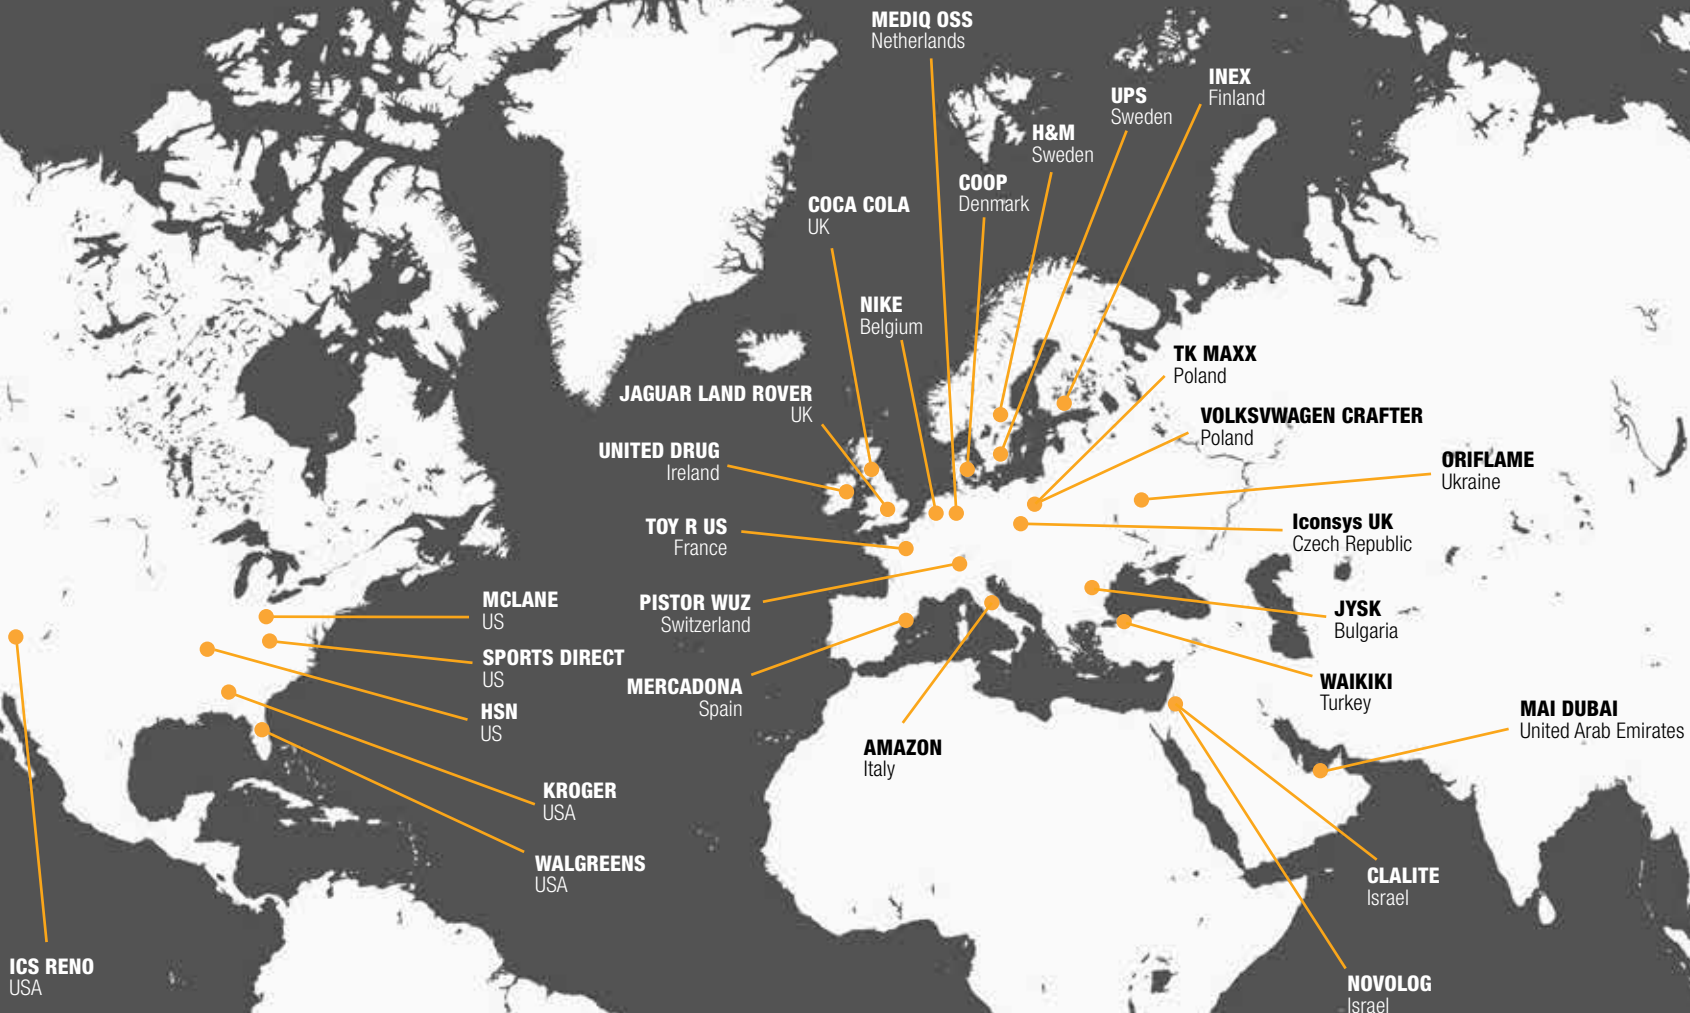 MEDIQ OSS
Netherlands
INEX
Finland
UPS
Sweden
H&M
Sweden
COOP
Denmark
COCA COLA
UK
NIKE
Belgium
TK MAXX
Poland
JAGUAR LAND ROVER
UK
VOLKSVWAGEN CRAFTER
Poland
UNITED DRUG
Ireland
ORIFLAME
Ukraine
TOY R US
France
Iconsys UK
Czech Republic
MCLANE
US
PISTOR WUZ
Switzerland
JYSK
Bulgaria
SPORTS DIRECT
US
MERCADONA
Spain
WAIKIKI
Turkey
HSN
US
MAI DUBAI
United Arab Emirates
AMAZON
Italy
KROGER
USA
WALGREENS
USA
CLALITE
Israel
ICS RENO
USA
NOVOLOG
Israel